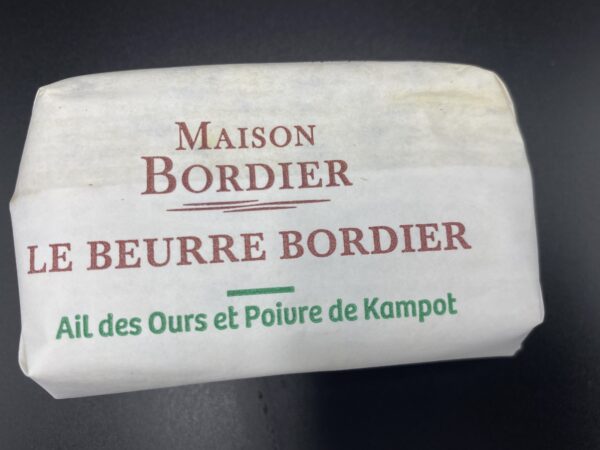 MAISON
BORDIER
LE BEURRE BORDIER
Ail des Ours et Poivre de Kampot